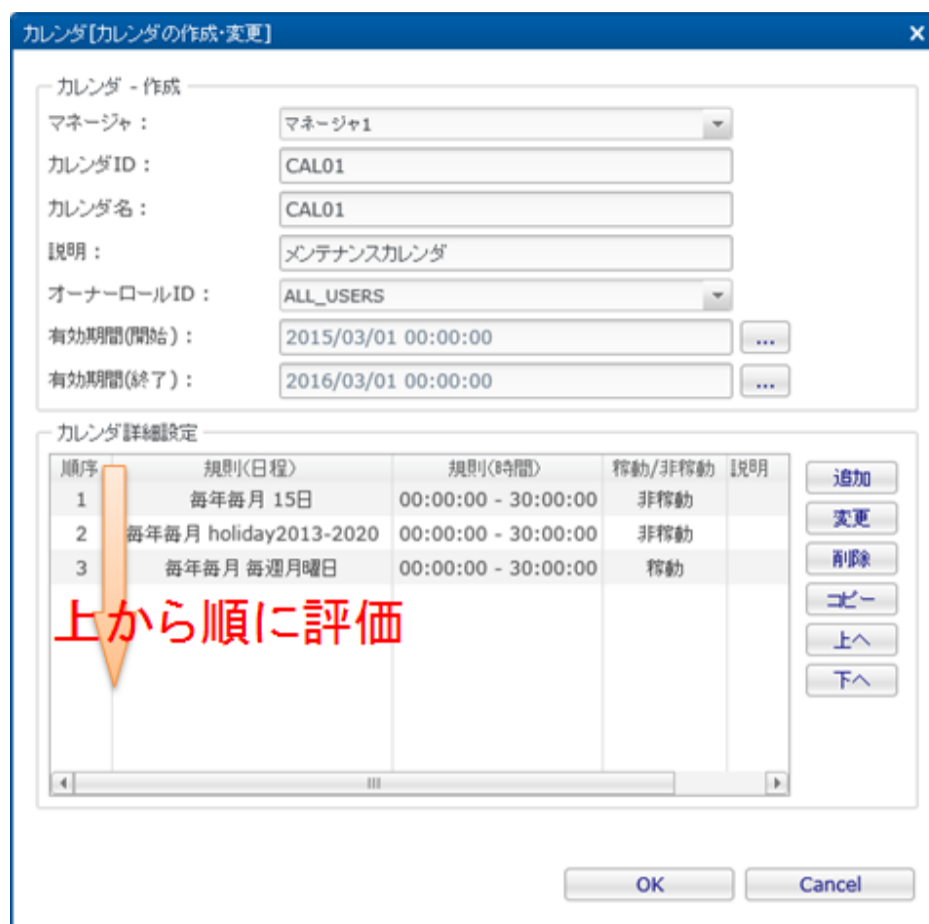 カレンダ[カレンダの作成・変更]
カレンダ - 作成
マネージャ： マネージャ1
カレンダID： CAL01
カレンダ名： CAL01
説明： メンテナンスカレンダ
オーナーロールID： ALL_USERS
有効期間(開始)： 2015/03/01 00:00:00 ...
有効期間(終了)： 2016/03/01 00:00:00 ...
カレンダ詳細設定
順序 規則(日程) 規則(時間) 稼動/非稼動 説明
1 毎年毎月 15日 00:00:00 - 30:00:00 非稼動
2 毎年毎月 holiday2013-2020 00:00:00 - 30:00:00 非稼動
3 毎年毎月 毎週月曜日 00:00:00 - 30:00:00 稼動
上から順に評価
追加
変更
削除
コピー
上へ
下へ
OK Cancel